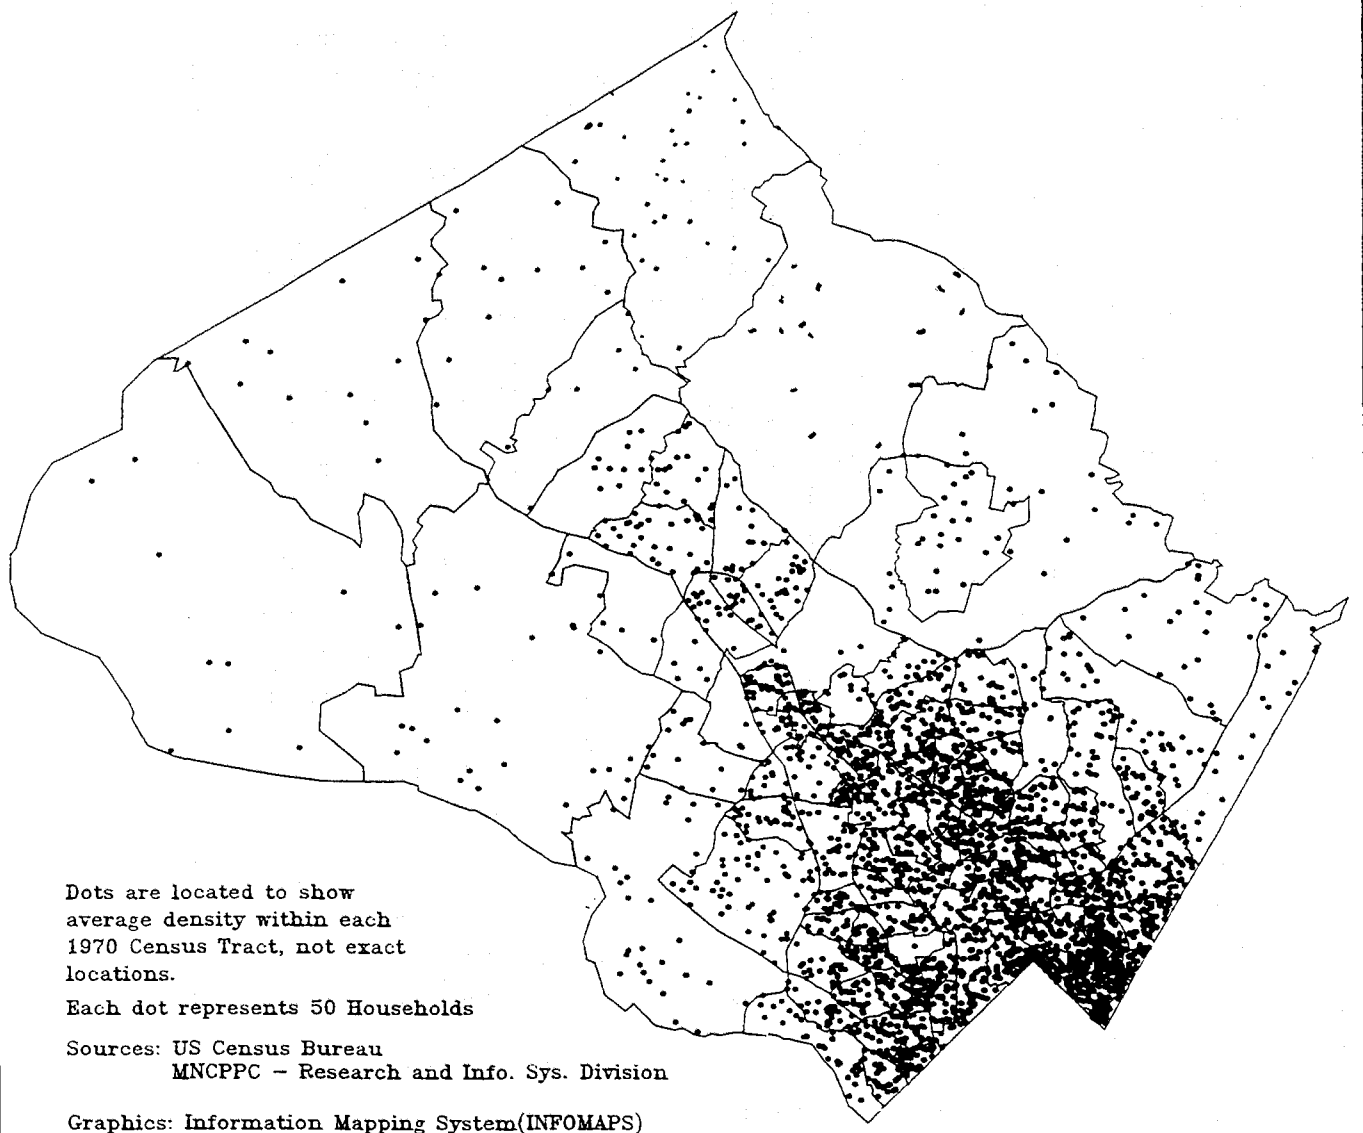 Dots are located to show
average density within each
1970 Census Tract, not exact
locations.
Each dot represents 50 Households
Sources: US Census Bureau
MNCPPC - Research and Info. Sys. Division
Graphics: Information Mapping System(INFOMAPS)